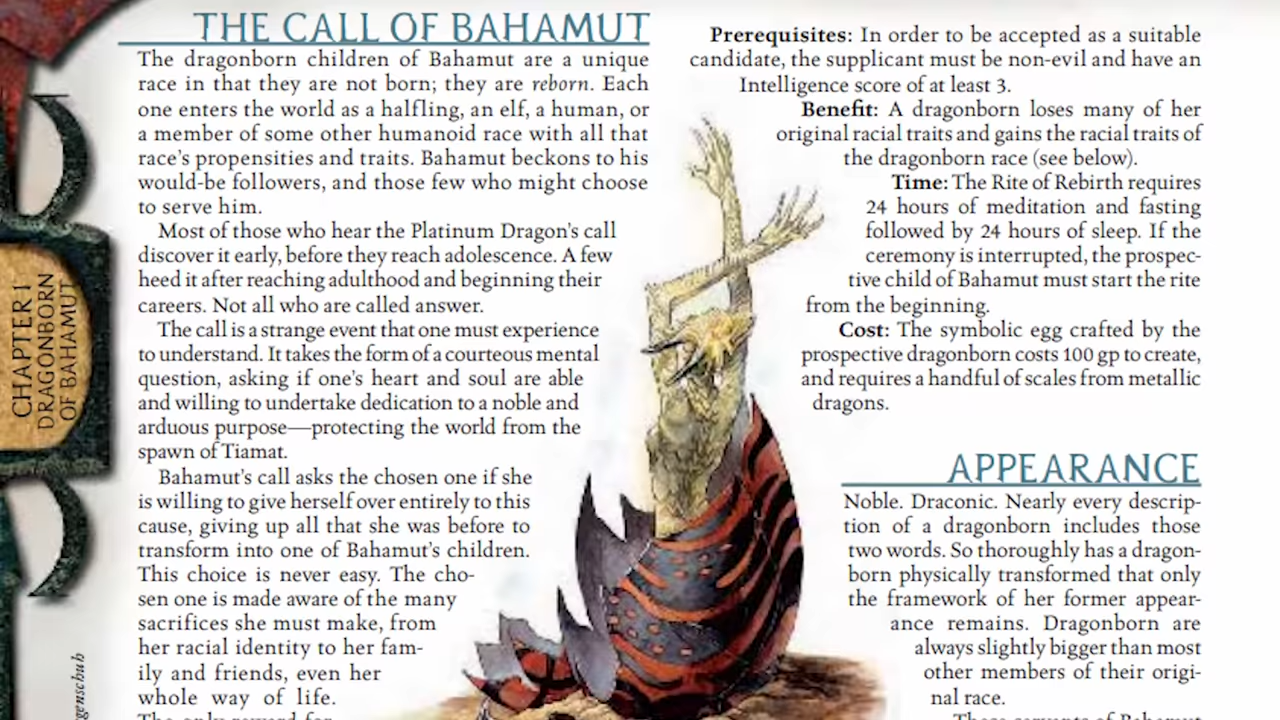 THE CALL OF BAHAMUT
The dragonborn children of Bahamut are a unique
race in that they are not born; they are reborn. Each
one enters the world as a halfling, an elf, a human, or
a member of some other humanoid race with all that
race's propensities and traits. Bahamut beckons to his
would-be followers, and those few who might choose
to serve him.
Most of those who hear the Platinum Dragon's call
discover it early, before they reach adolescence. A few
heed it after reaching adulthood and beginning their
careers. Not all who are called answer.
The call is a strange event that one must experience
to understand. It takes the form of a courteous mental
question, asking if one's heart and soul are able
and willing to undertake dedication to a noble and
arduous purpose—protecting the world from the
spawn of Tiamat.
Bahamut's call asks the chosen one if she
is willing to give herself over entirely to this
cause, giving up all that she was before to
transform into one of Bahamut's children.
This choice is never easy. The cho-
sen one is made aware of the many
sacrifices she must make, from
her racial identity to her fam-
ily and friends, even her
whole way of life.
The only reward for
Prerequisites: In order to be accepted as a suitable
candidate, the supplicant must be non-evil and have an
Intelligence score of at least 3.
Benefit: A dragonborn loses many of her
original racial traits and gains the racial traits of
the dragonborn race (see below).
Time: The Rite of Rebirth requires
24 hours of meditation and fasting
followed by 24 hours of sleep. If the
ceremony is interrupted, the prospec-
tive child of Bahamut must start the rite
from the beginning.
Cost: The symbolic egg crafted by the
prospective dragonborn costs 100 gp to create,
and requires a handful of scales from metallic
dragons.
APPEARANCE
Noble. Draconic. Nearly every descrip-
tion of a dragonborn includes those
two words. So thoroughly has a dragon-
born physically transformed that only
the framework of her former appear-
ance remains. Dragonborn are
always slightly bigger than most
other members of their origi-
nal race.
These servants of Bahamut
CHAPTER 1
DRAGONBORN
OF BAHAMUT